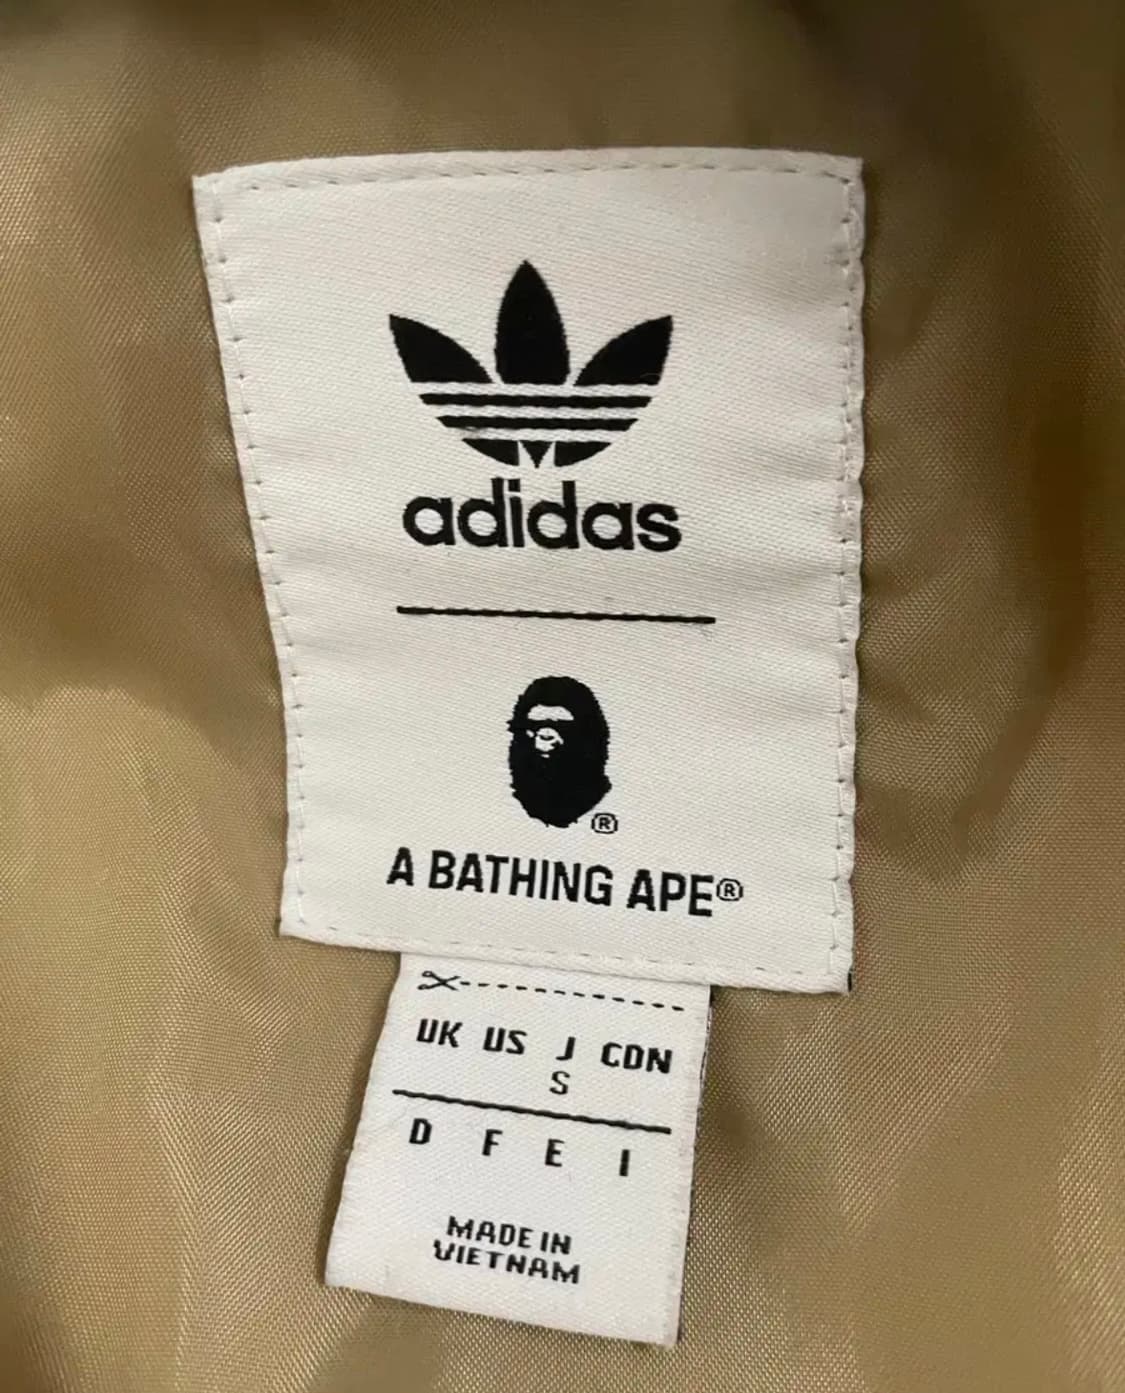 adidas
®
A BATHING APE®
UK US J CDN
S
D F E I
MADE IN
VIETNAM